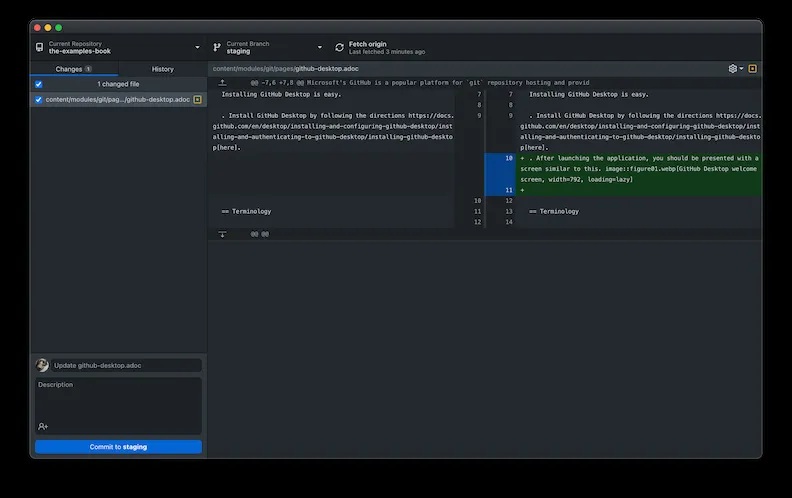 Current Repository
the-examples-book
Current Branch
staging
Fetch origin
Last fetched 3 minutes ago
Changes 1
History
content/modules/git/pages/github-desktop.adoc
1 changed file
content/modules/git/pag.../github-desktop.adoc
@@ -7,6 +7,8 @@ Microsoft's GitHub is a popular platform for `git` repository hosting and provid
Installing GitHub Desktop is easy. 7
8
. Install GitHub Desktop by following the directions https://docs. 9
github.com/en/desktop/installing-and-configuring-github-desktop/inst
alling-and-authenticating-to-github-desktop/installing-github-deskto
p[here].
10
== Terminology 11
12
7 Installing GitHub Desktop is easy.
8
9 . Install GitHub Desktop by following the directions https://docs.
github.com/en/desktop/installing-and-configuring-github-desktop/inst
alling-and-authenticating-to-github-desktop/installing-github-deskto
p[here].
10 + . After launching the application, you should be presented with a
screen similar to this. image::figure01.webp[GitHub Desktop welcome
screen, width=792, loading=lazy]
11 +
12
13 == Terminology
14
@@ @@
Update github-desktop.adoc
Description
Commit to staging